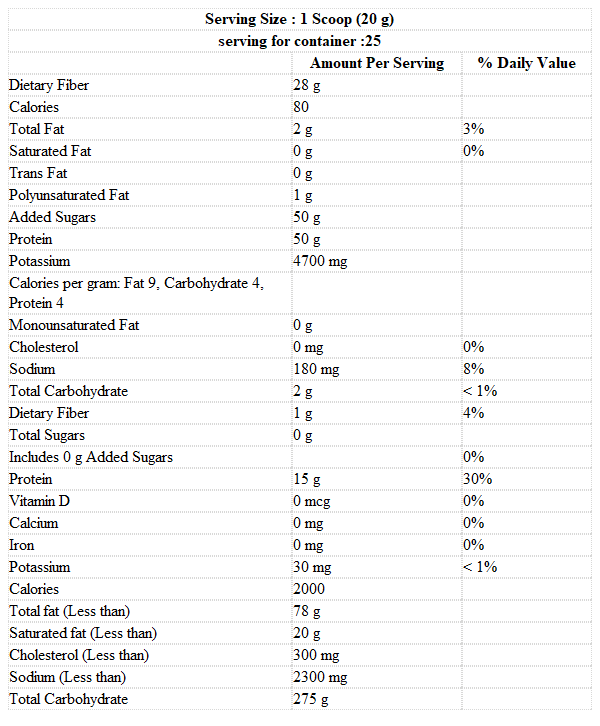 Serving Size : 1 Scoop (20 g)
serving for container :25
Amount Per Serving % Daily Value
Dietary Fiber 28 g
Calories 80
Total Fat 2 g 3%
Saturated Fat 0 g 0%
Trans Fat 0 g
Polyunsaturated Fat 1 g
Added Sugars 50 g
Protein 50 g
Potassium 4700 mg
Calories per gram: Fat 9, Carbohydrate 4,
Protein 4
Monounsaturated Fat 0 g
Cholesterol 0 mg 0%
Sodium 180 mg 8%
Total Carbohydrate 2 g < 1%
Dietary Fiber 1 g 4%
Total Sugars 0 g
Includes 0 g Added Sugars 0%
Protein 15 g 30%
Vitamin D 0 mcg 0%
Calcium 0 mg 0%
Iron 0 mg 0%
Potassium 30 mg < 1%
Calories 2000
Total fat (Less than) 78 g
Saturated fat (Less than) 20 g
Cholesterol (Less than) 300 mg
Sodium (Less than) 2300 mg
Total Carbohydrate 275 g